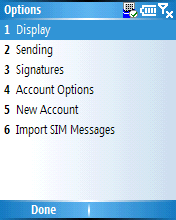 Options
1 Display
2 Sending
3 Signatures
4 Account Options
5 New Account
6 Import SIM Messages
Done